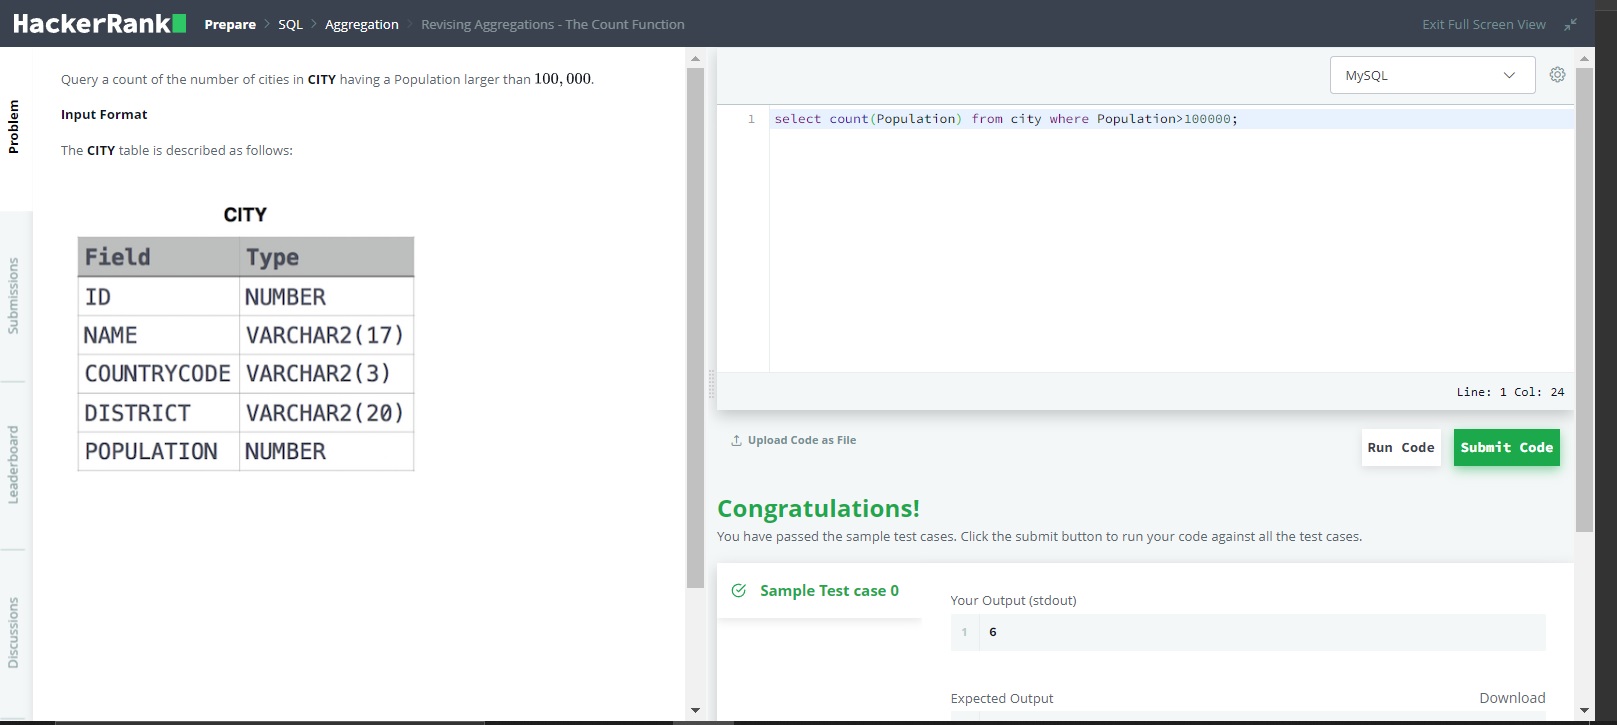 HackerRank Prepare > SQL > Aggregation > Revising Aggregations - The Count Function Exit Full Screen View
Problem
Submissions
Leaderboard
Discussions
Query a count of the number of cities in CITY having a Population larger than 100, 000.
Input Format
The CITY table is described as follows:
CITY
Field Type
ID NUMBER
NAME VARCHAR2(17)
COUNTRYCODE VARCHAR2(3)
DISTRICT VARCHAR2(20)
POPULATION NUMBER
MySQL
1 select count(Population) from city where Population>100000;
Line: 1 Col: 24
Upload Code as File
Run Code Submit Code
Congratulations!
You have passed the sample test cases. Click the submit button to run your code against all the test cases.
Sample Test case 0
Your Output (stdout)
1 6
Expected Output Download